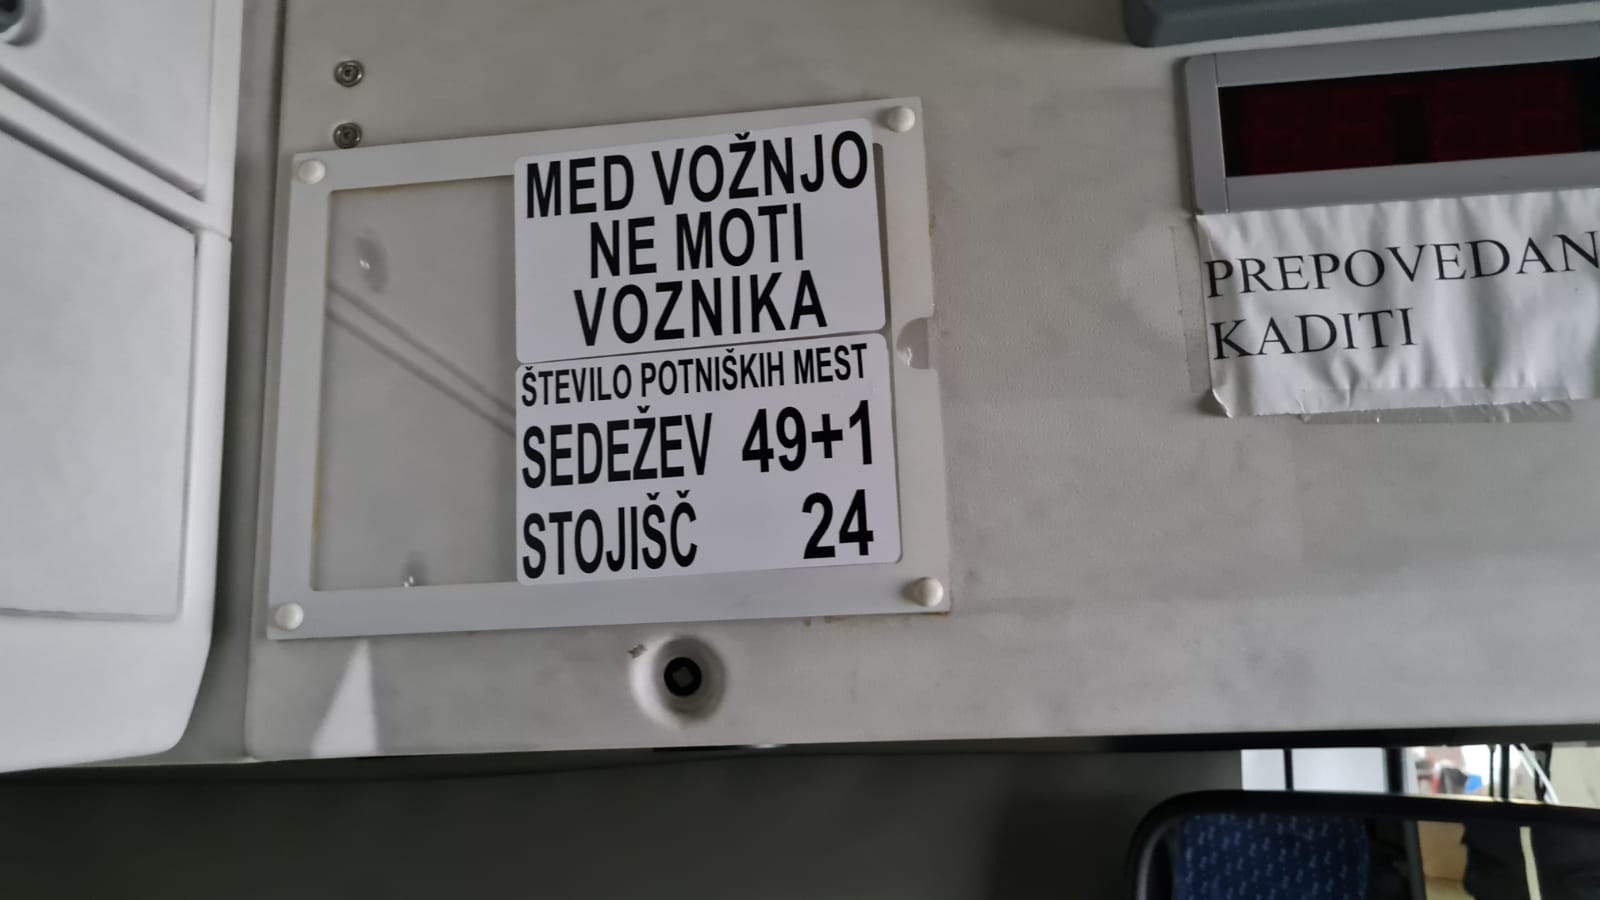 MED VOŽNJO
NE MOTI
VOZNIKA
ŠTEVILO POTNIŠKIH MEST
SEDEŽEV 49+1
STOJIŠČ 24
PREPOVEDAN
KADITI